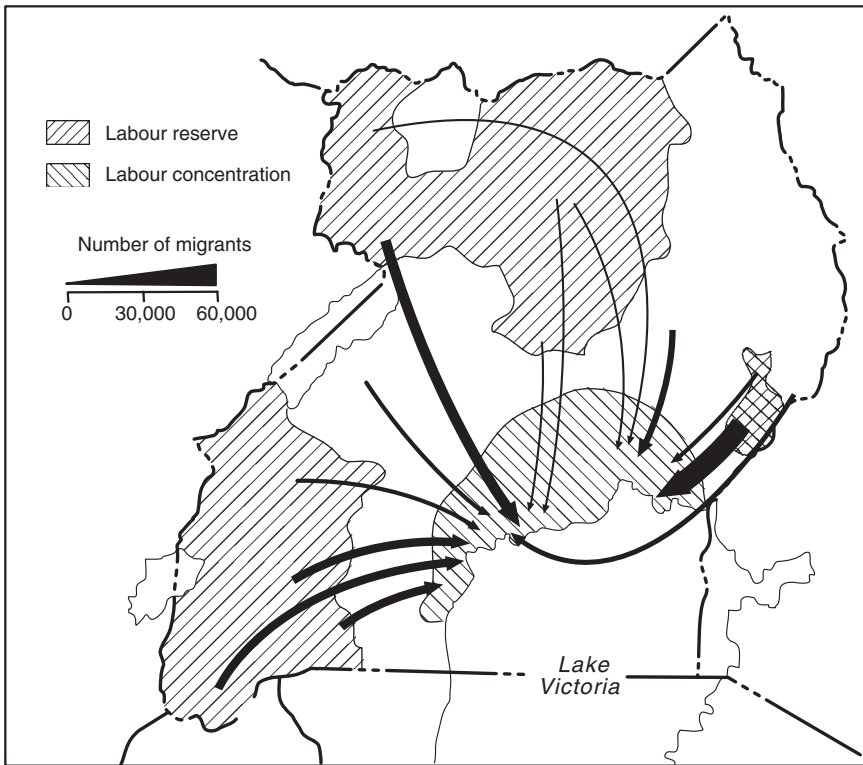 Labour reserve
Labour concentration
Number of migrants
0 30,000 60,000
Lake
Victoria